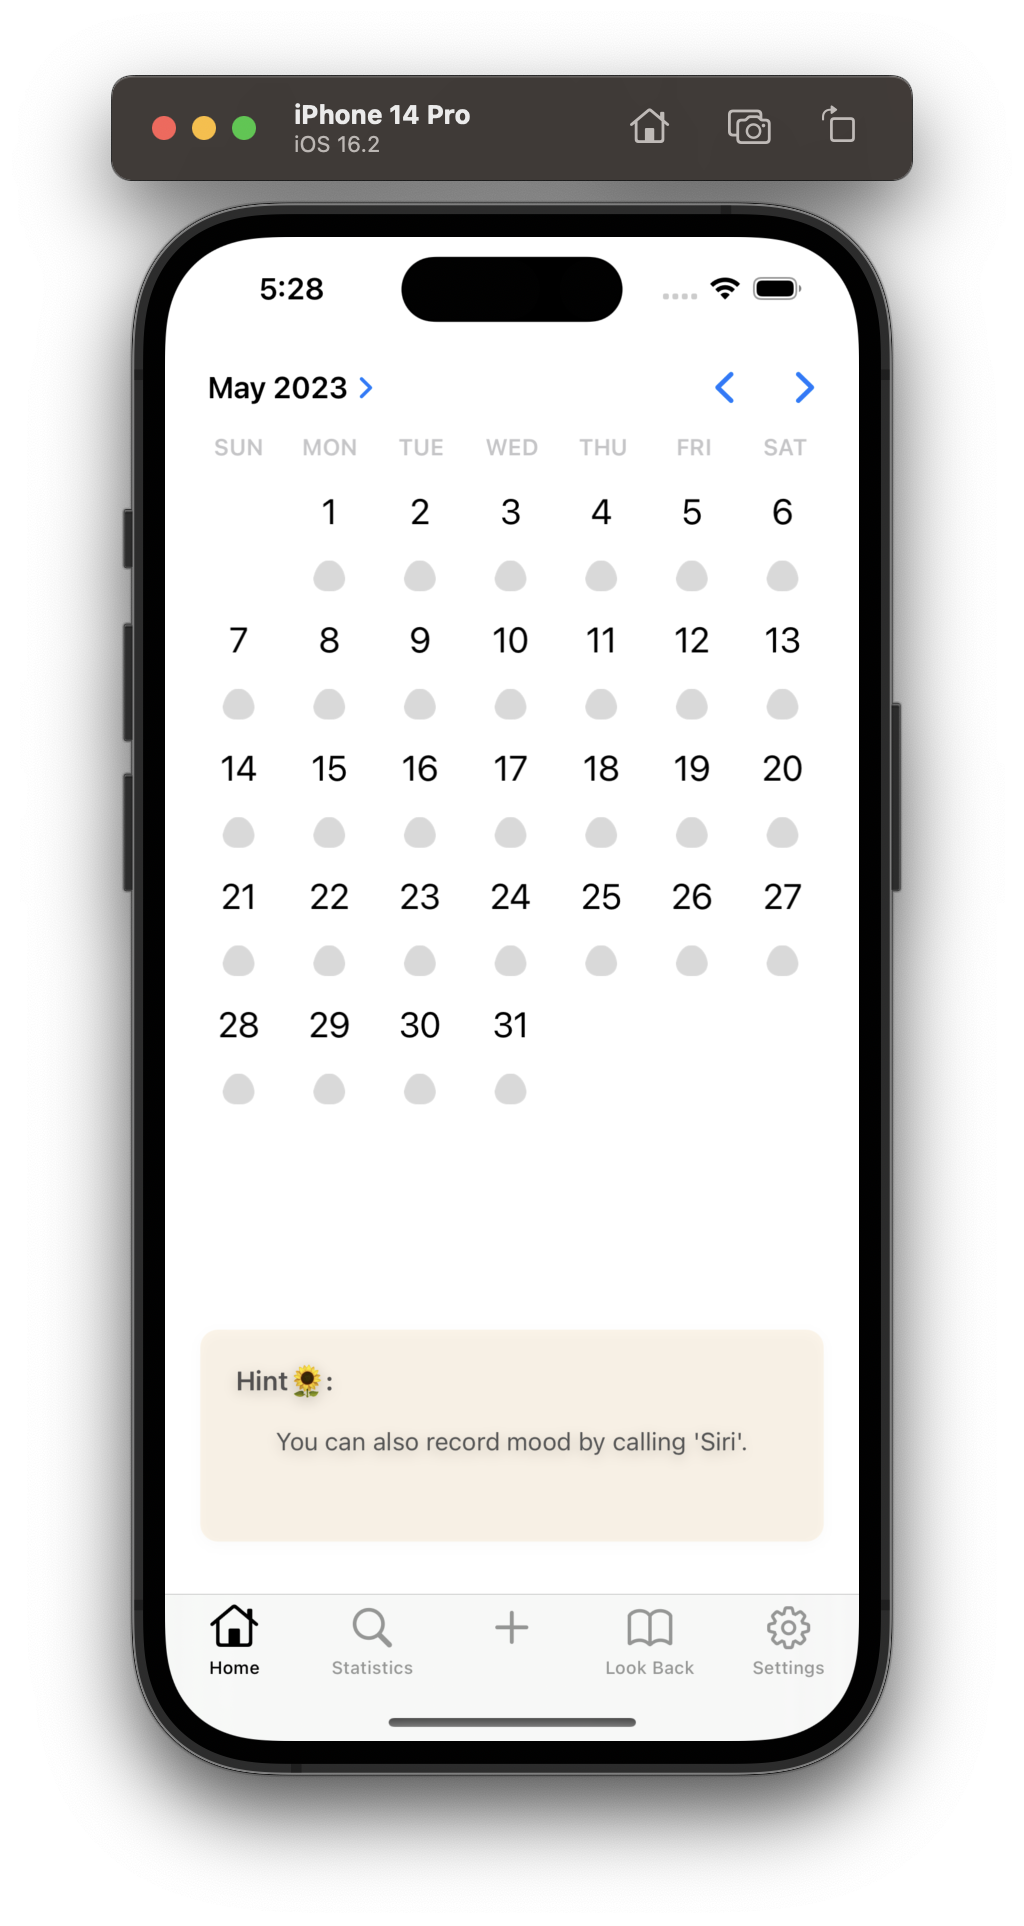 iPhone 14 Pro
iOS 16.2
5:28
May 2023
SUN MON TUE WED THU FRI SAT
1 2 3 4 5 6
7 8 9 10 11 12 13
14 15 16 17 18 19 20
21 22 23 24 25 26 27
28 29 30 31
Hint🌻:
You can also record mood by calling 'Siri'.
Home Statistics Look Back Settings